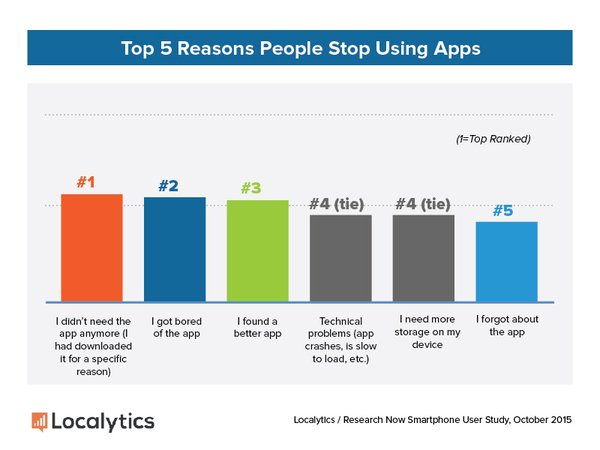 Top 5 Reasons People Stop Using Apps
(1=Top Ranked)
#1
#2
#3
#4 (tie)
#4 (tie)
#5
I didn't need the
app anymore (I
had downloaded
it for a specific
reason)
I got bored
of the app
I found a
better app
Technical
problems (app
crashes, is slow
to load, etc.)
I need more
storage on my
device
I forgot about
the app
Localytics
Localytics / Research Now Smartphone User Study, October 2015